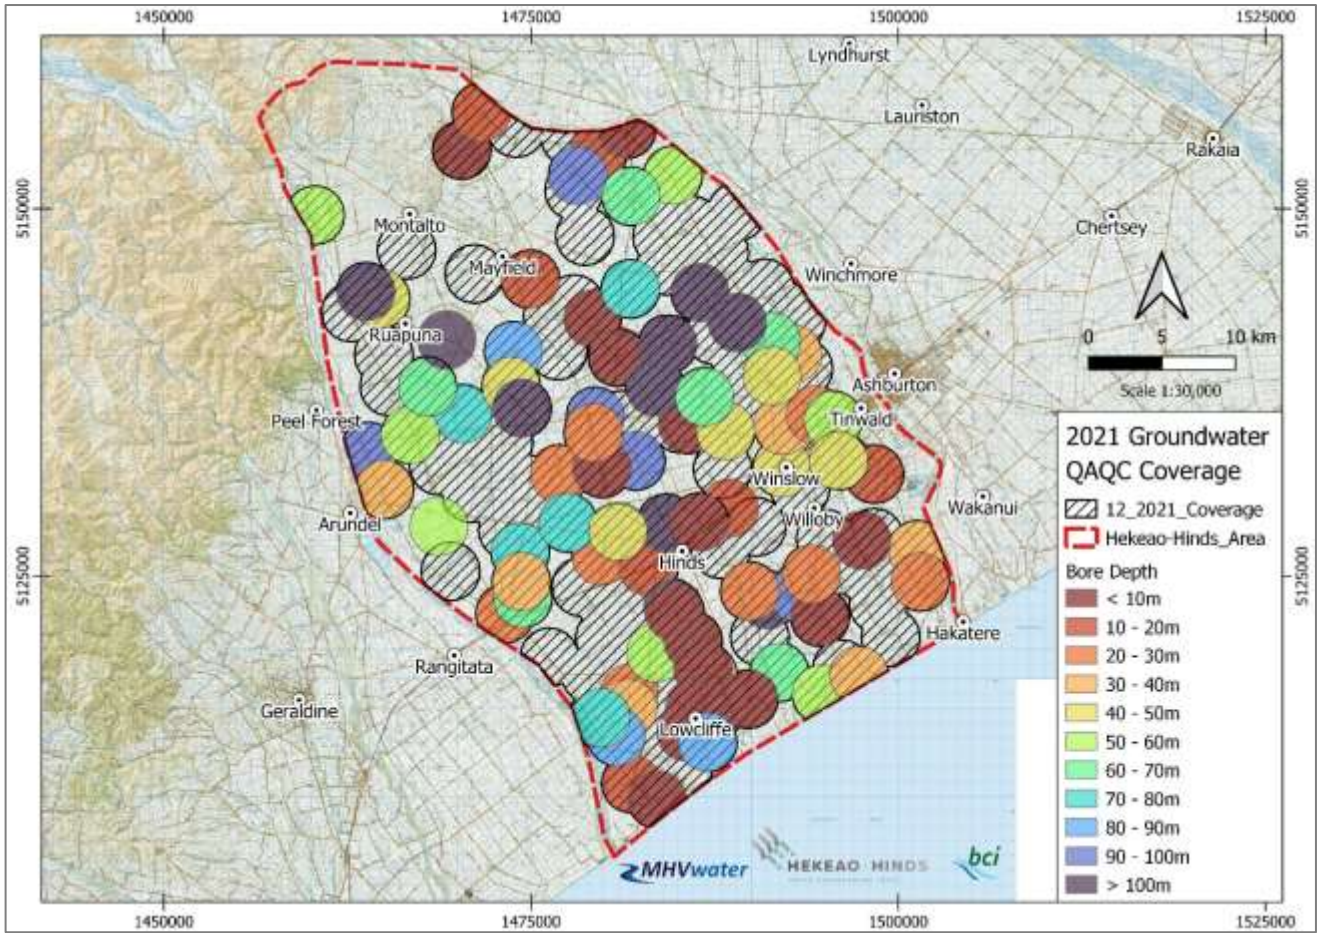 1450000
1475000
1500000
1525000
Lyndhurst
Lauriston
Rakaia
5150000
5150000
Montalto
Chertsey
Mayfield
Winchmore
Ruapuna
0
5
10 km
Scale 1:30,000
Ashburton
Peel Forest
Tinwald
2021 Groundwater
QAQC Coverage
Winslow
12_2021_Coverage
Wakanui
Arundel
Willoby
Hekeao-Hinds_Area
Hinds
5125000
5125000
Bore Depth
< 10m
10 - 20m
Hakatere
20 - 30m
Rangitata
30 - 40m
Geraldine
40 - 50m
Lowcliffe
50 - 60m
60 - 70m
70 - 80m
80 - 90m
90 - 100m
> 100m
MHVwater
HEKEAO HINDS
bci
1450000
1475000
1500000
1525000